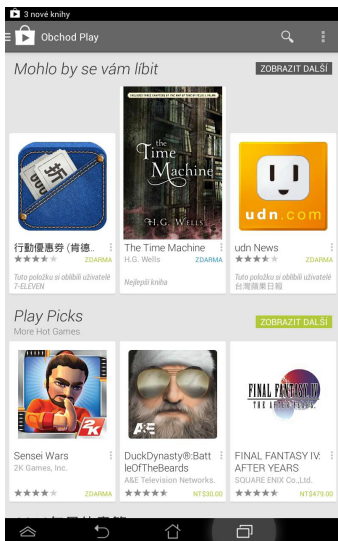 3 nové knihy
Obchod Play
Mohlo by se vám líbit
ZOBRAZIT DALŠÍ
the
Time
Machine
H.G. WELLS
udn.com
行動優惠券 (肯德..
ZDARMA
Tuto položku si oblíbili uživatelé
7-ELEVEN
The Time Machine
H.G. Wells
ZDARMA
Nejlepší kniha
udn News
ZDARMA
Tuto položku si oblíbili uživatelé
台灣蘋果日報
Play Picks
More Hot Games
ZOBRAZIT DALŠÍ
2K
A&E
FINAL FANTASY IV
THE AFTER YEARS
Sensei Wars
2K Games, Inc.
ZDARMA
DuckDynasty®:Batt
leOfTheBeards
A&E Television Networks.
NT$30.00
FINAL FANTASY IV:
AFTER YEARS
SQUARE ENIX Co.,Ltd.
NT$479.00